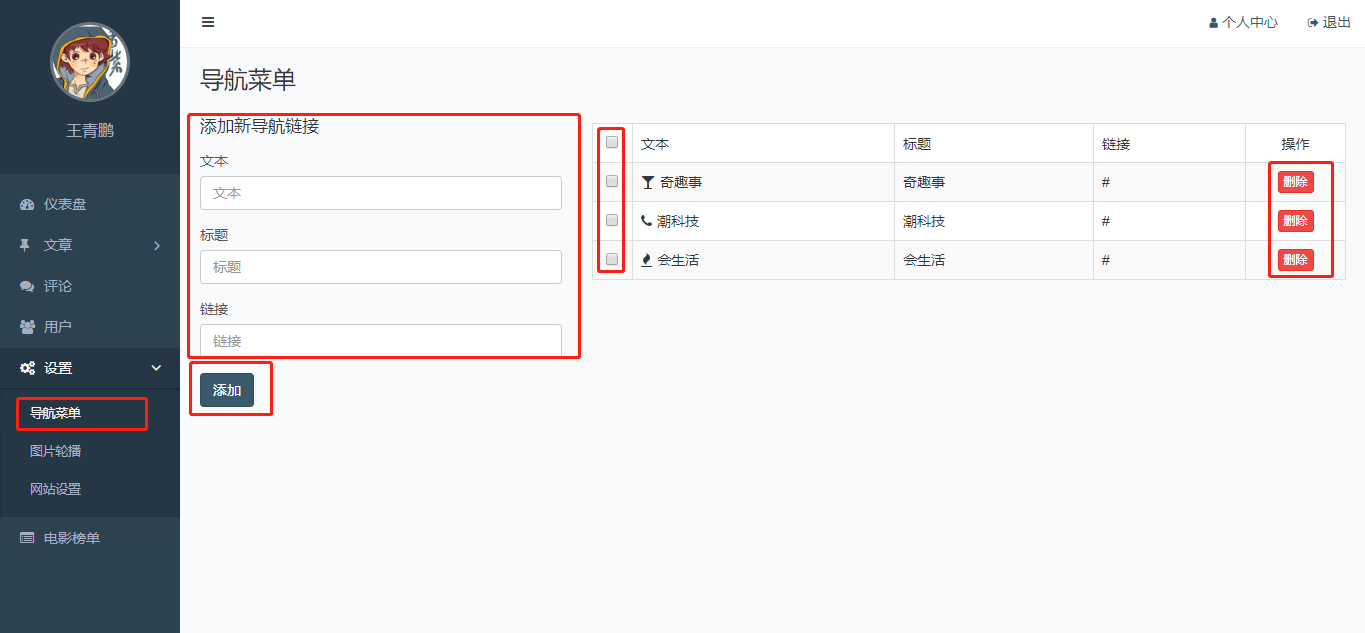 个人中心
退出
王青鹏
仪表盘
文章
评论
用户
设置
导航菜单
图片轮播
网站设置
电影榜单
导航菜单
添加新导航链接
文本
文本
标题
标题
链接
链接
添加
文本 标题 链接 操作
奇趣事 奇趣事 # 删除
潮科技 潮科技 # 删除
会生活 会生活 # 删除